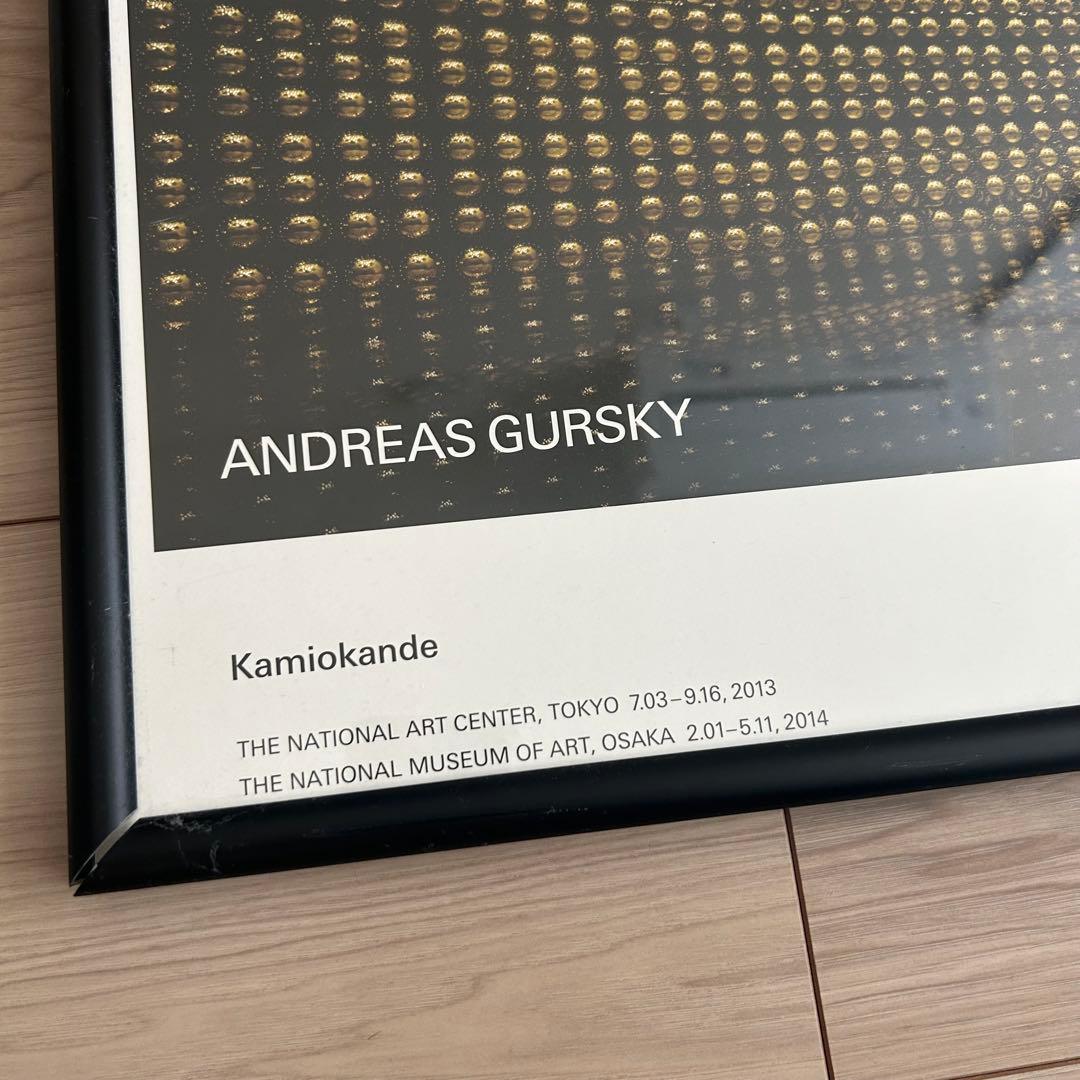 ANDREAS GURSKY
Kamiokande
THE NATIONAL ART CENTER, TOKYO 7.03–9.16, 2013
THE NATIONAL MUSEUM OF ART, OSAKA 2.01–5.11, 2014